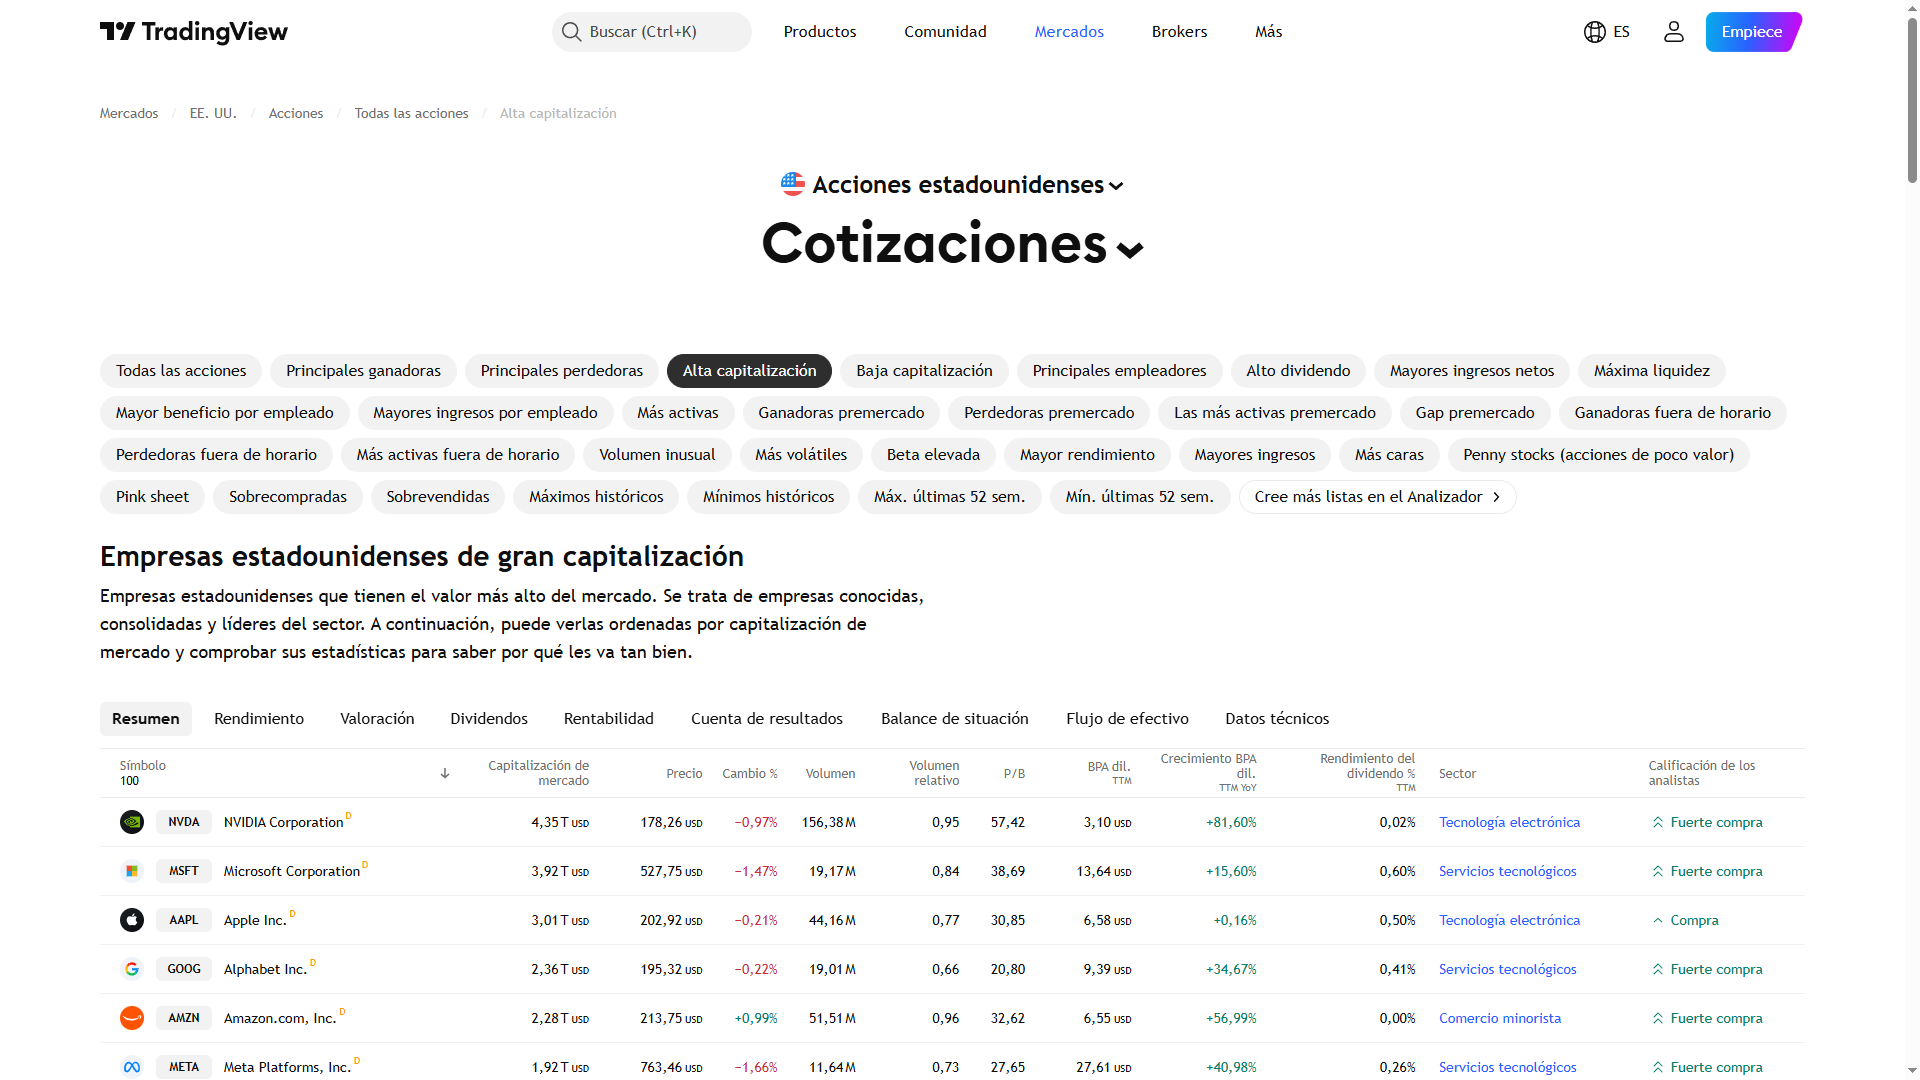 TradingView
Buscar (Ctrl+K)
Productos
Comunidad
Mercados
Brokers
Más
ES
Empiece
Mercados / EE. UU. / Acciones / Todas las acciones / Alta capitalización
Acciones estadounidenses
Cotizaciones
Todas las acciones Principales ganadoras Principales perdedoras Alta capitalización Baja capitalización Principales empleadores Alto dividendo Mayores ingresos netos Máxima liquidez
Mayor beneficio por empleado Mayores ingresos por empleado Más activas Ganadoras premercado Perdedoras premercado Las más activas premercado Gap premercado Ganadoras fuera de horario
Perdedoras fuera de horario Más activas fuera de horario Volumen inusual Más volátiles Beta elevada Mayor rendimiento Mayores ingresos Más caras Penny stocks (acciones de poco valor)
Pink sheet Sobrecompradas Sobrevendidas Máximos históricos Mínimos históricos Máx. últimas 52 sem. Mín. últimas 52 sem. Cree más listas en el Analizador
Empresas estadounidenses de gran capitalización
Empresas estadounidenses que tienen el valor más alto del mercado. Se trata de empresas conocidas,
consolidadas y líderes del sector. A continuación, puede verlas ordenadas por capitalización de
mercado y comprobar sus estadísticas para saber por qué les va tan bien.
Resumen Rendimiento Valoración Dividendos Rentabilidad Cuenta de resultados Balance de situación Flujo de efectivo Datos técnicos
Símbolo
100
Capitalización de
mercado
Precio
Cambio %
Volumen
Volumen
relativo
P/B
BPA dil.
TTM
Crecimiento BPA
dil.
TTM YoY
Rendimiento del
dividendo %
TTM
Sector
Calificación de los
analistas
NVDA NVIDIA Corporation D 4,35 T USD 178,26 USD −0,97% 156,38 M 0,95 57,42 3,10 USD +81,60% 0,02% Tecnología electrónica Fuerte compra
MSFT Microsoft Corporation D 3,92 T USD 527,75 USD −1,47% 19,17 M 0,84 38,69 13,64 USD +15,60% 0,60% Servicios tecnológicos Fuerte compra
AAPL Apple Inc. D 3,01 T USD 202,92 USD −0,21% 44,16 M 0,77 30,85 6,58 USD +0,16% 0,50% Tecnología electrónica Compra
GOOG Alphabet Inc. D 2,36 T USD 195,32 USD −0,22% 19,01 M 0,66 20,80 9,39 USD +34,67% 0,41% Servicios tecnológicos Fuerte compra
AMZN Amazon.com, Inc. D 2,28 T USD 213,75 USD +0,99% 51,51 M 0,96 32,62 6,55 USD +56,99% 0,00% Comercio minorista Fuerte compra
META Meta Platforms, Inc. D 1,92 T USD 763,46 USD −1,66% 11,64 M 0,73 27,65 27,61 USD +40,98% 0,26% Servicios tecnológicos Fuerte compra